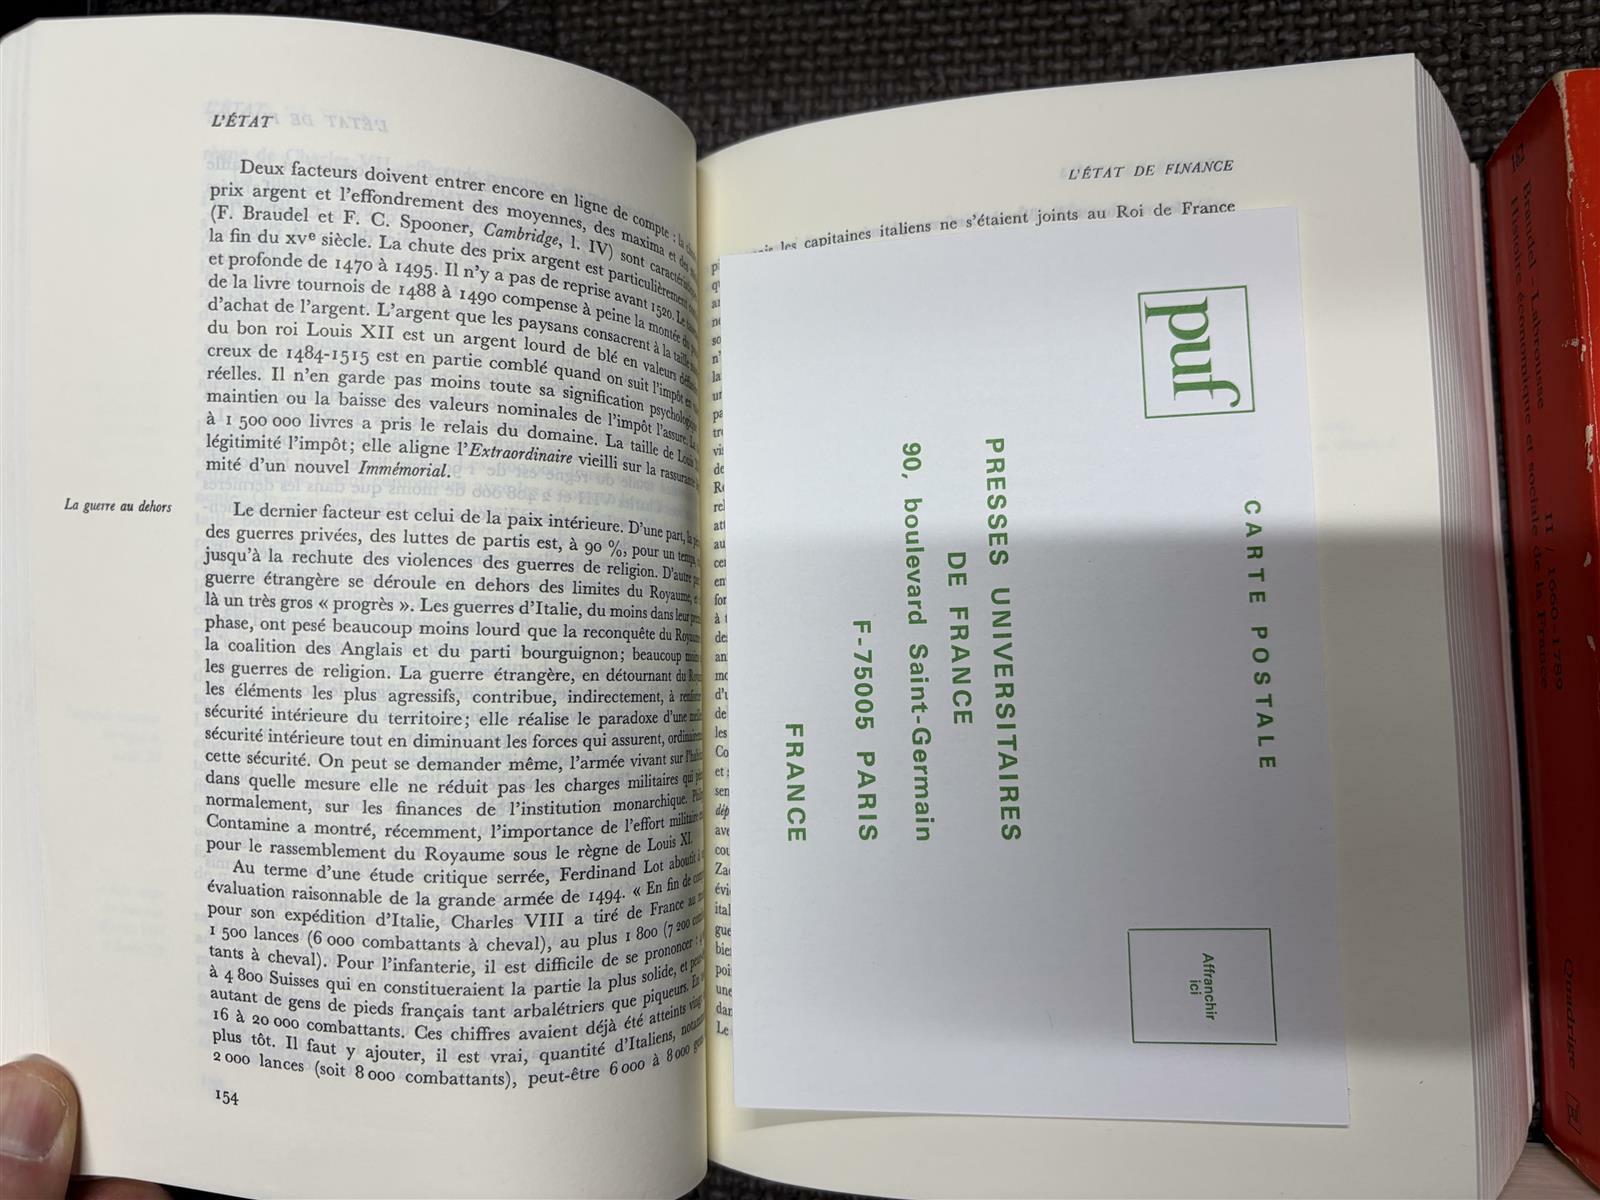 L'ÉTAT
Deux facteurs doivent entrer encore en ligne de compte : la
prix argent et l'effondrement des moyennes, des maxima et des
(F. Braudel et F. C. Spooner, Cambridge, l. IV) sont
la fin du xve siècle. La chute des prix argent est particulièrement
et profonde de 1470 à 1495. Il n'y a pas de reprise avant 1520. Le
de la livre tournois de 1488 à 1490 compense à peine la montée
d'achat de l'argent. L'argent que les paysans consacrent à la taille
du bon roi Louis XII est un argent lourd de blé en valeurs
creux de 1484-1515 est en partie comblé quand on suit l'impôt en
réelles. Il n'en garde pas moins toute sa signification
maintien ou la baisse des valeurs nominales de l'impôt l'assure.
à 1 500 000 livres a pris le relais du domaine. La taille de Louis
légitimité l'impôt; elle aligne l'Extraordinaire vieilli sur la rassurante
mité d'un nouvel Immémorial.
La guerre au dehors
Le dernier facteur est celui de la paix intérieure. D'une part, la
des guerres privées, des luttes de partis est, à 90 %, pour un temps,
jusqu'à la rechute des violences des guerres de religion. D'autre
guerre étrangère se déroule en dehors des limites du Royaume,
là un très gros « progrès ». Les guerres d'Italie, du moins dans leur
phase, ont pesé beaucoup moins lourd que la reconquête du Royaume
la coalition des Anglais et du parti bourguignon; beaucoup moins
les guerres de religion. La guerre étrangère, en détournant du
les éléments les plus agressifs, contribue, indirectement, à
sécurité intérieure du territoire; elle réalise le paradoxe d'une
sécurité intérieure tout en diminuant les forces qui assurent,
cette sécurité. On peut se demander même, l'armée vivant sur
dans quelle mesure elle ne réduit pas les charges militaires qui
normalement, sur les finances de l'institution monarchique.
Contamine a montré, récemment, l'importance de l'effort militaire
pour le rassemblement du Royaume sous le règne de Louis XI.
Au terme d'une étude critique serrée, Ferdinand Lot aboutit à
évaluation raisonnable de la grande armée de 1494. « En fin de
pour son expédition d'Italie, Charles VIII a tiré de France au
1 500 lances (6 000 combattants à cheval), au plus 1 800 (7 200
tants à cheval). Pour l'infanterie, il est difficile de se prononcer :
à 4 800 Suisses qui en constitueraient la partie la plus solide, et
autant de gens de pieds français tant arbalétriers que piqueurs. En
16 à 20 000 combattants. Ces chiffres avaient déjà été atteints vingt
plus tôt. Il faut y ajouter, il est vrai, quantité d'Italiens,
2 000 lances (soit 8 000 combattants), peut-être 6 000 à 8 000
154
L'ÉTAT DE FINANCE
les capitaines italiens ne s'étaient joints au Roi de France
puf
CARTE POSTALE
PRESSES UNIVERSITAIRES
DE FRANCE
90, boulevard Saint-Germain
F-75005 PARIS
FRANCE
Affranchir
ici
Braudel - Labrousse
Histoire économique et sociale de la France
II / 1660-1789
Quadrige